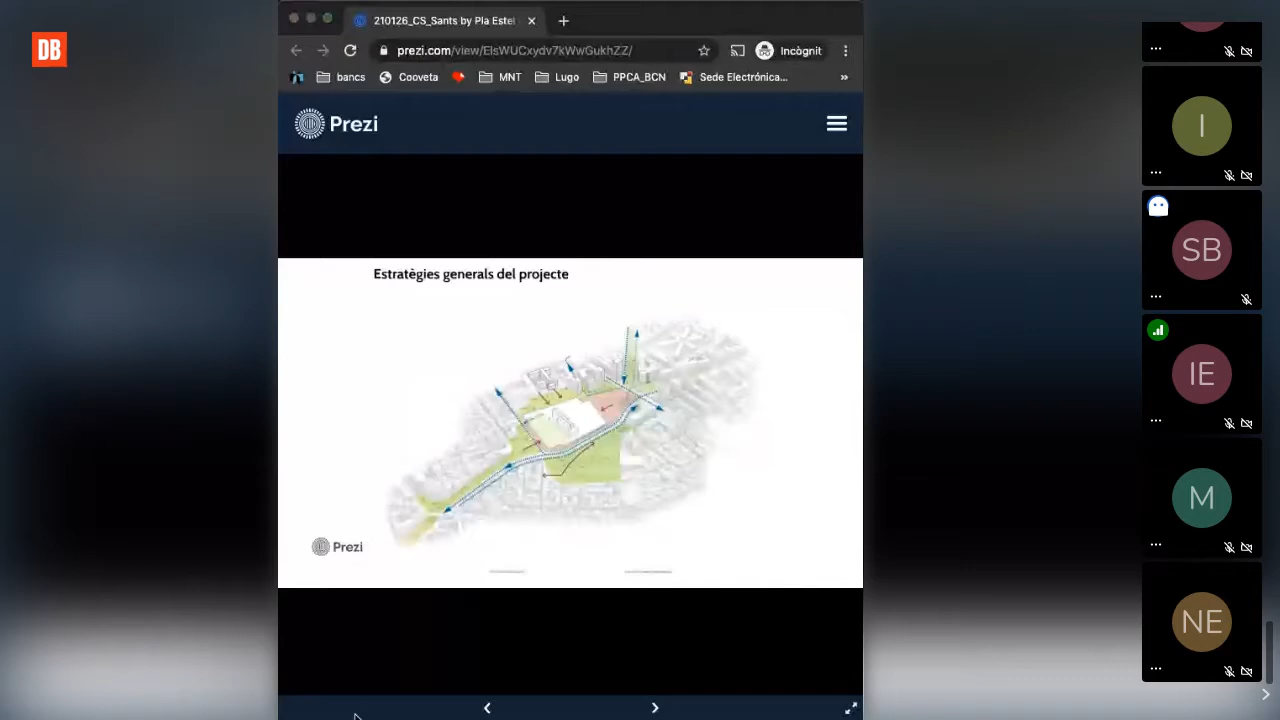 DB
210126_CS_Sants by Pla Estel
prezi.com/view/ElsWUCxydv7kWwGukhZZ/
Incògnit
bancs
Cooveta
MNT
Lugo
PPCA_BCN
Sede Electrónica...
»
Prezi
Estratègies generals del projecte
Prezi
I
SB
IE
M
NE